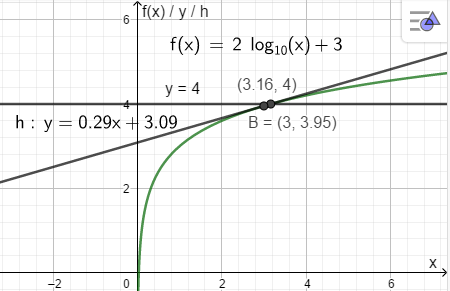 6
f(x) / y / h
f(x) = 2 log₁₀(x) + 3
y = 4
(3.16, 4)
4
h : y = 0.29x + 3.09
B = (3, 3.95)
2
x
−2
0
2
4
6